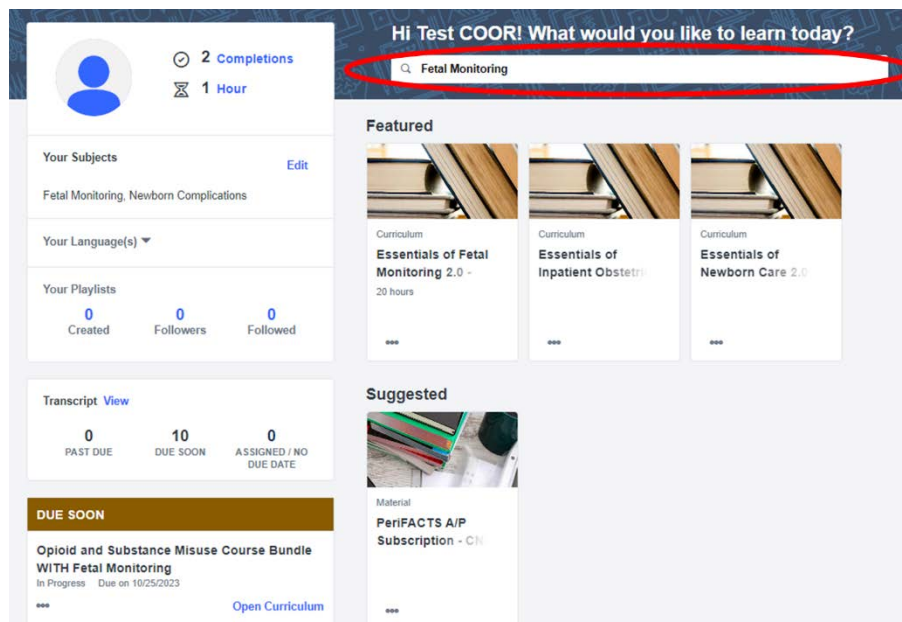 2 Completions
1 Hour
Your Subjects
Edit
Fetal Monitoring, Newborn Complications
Your Language(s)
Your Playlists
0 0 0
Created Followers Followed
Transcript View
0 10 0
PAST DUE DUE SOON ASSIGNED / NO
DUE DATE
DUE SOON
Opioid and Substance Misuse Course Bundle
WITH Fetal Monitoring
In Progress Due on 10/25/2023
Open Curriculum
Hi Test COOR! What would you like to learn today?
Fetal Monitoring
Featured
Curriculum
Essentials of Fetal
Monitoring 2.0 -
20 hours
Curriculum
Essentials of
Inpatient Obstetri
Curriculum
Essentials of
Newborn Care 2.0
Suggested
Material
PeriFACTS A/P
Subscription - CN